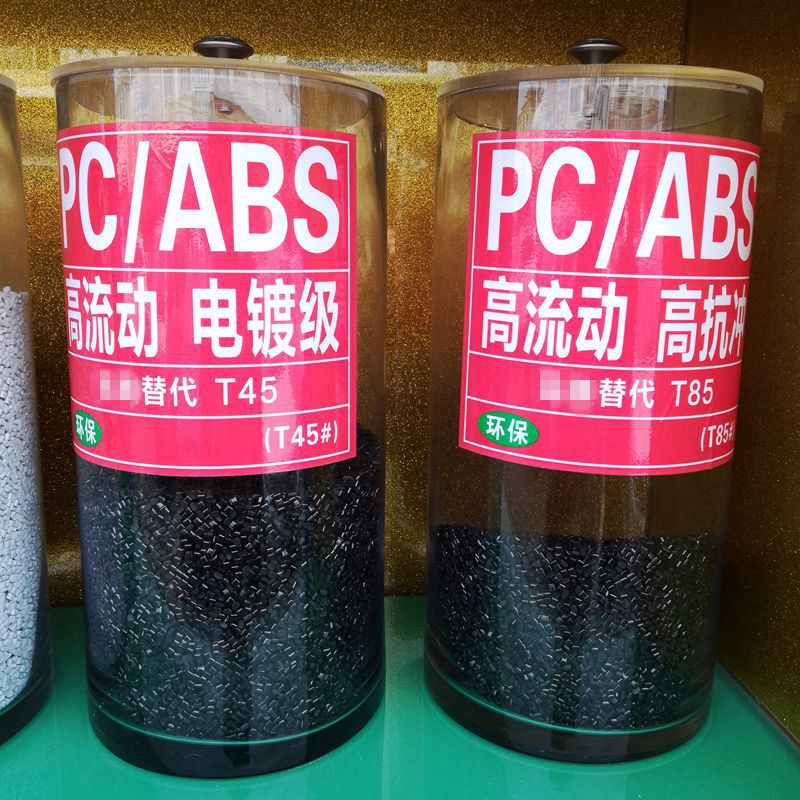 PC/ABS
高流动 电镀级
替代 T45
环保
(T45#)
PC/ABS
高流动 高抗冲
替代 T85
环保
(T85#